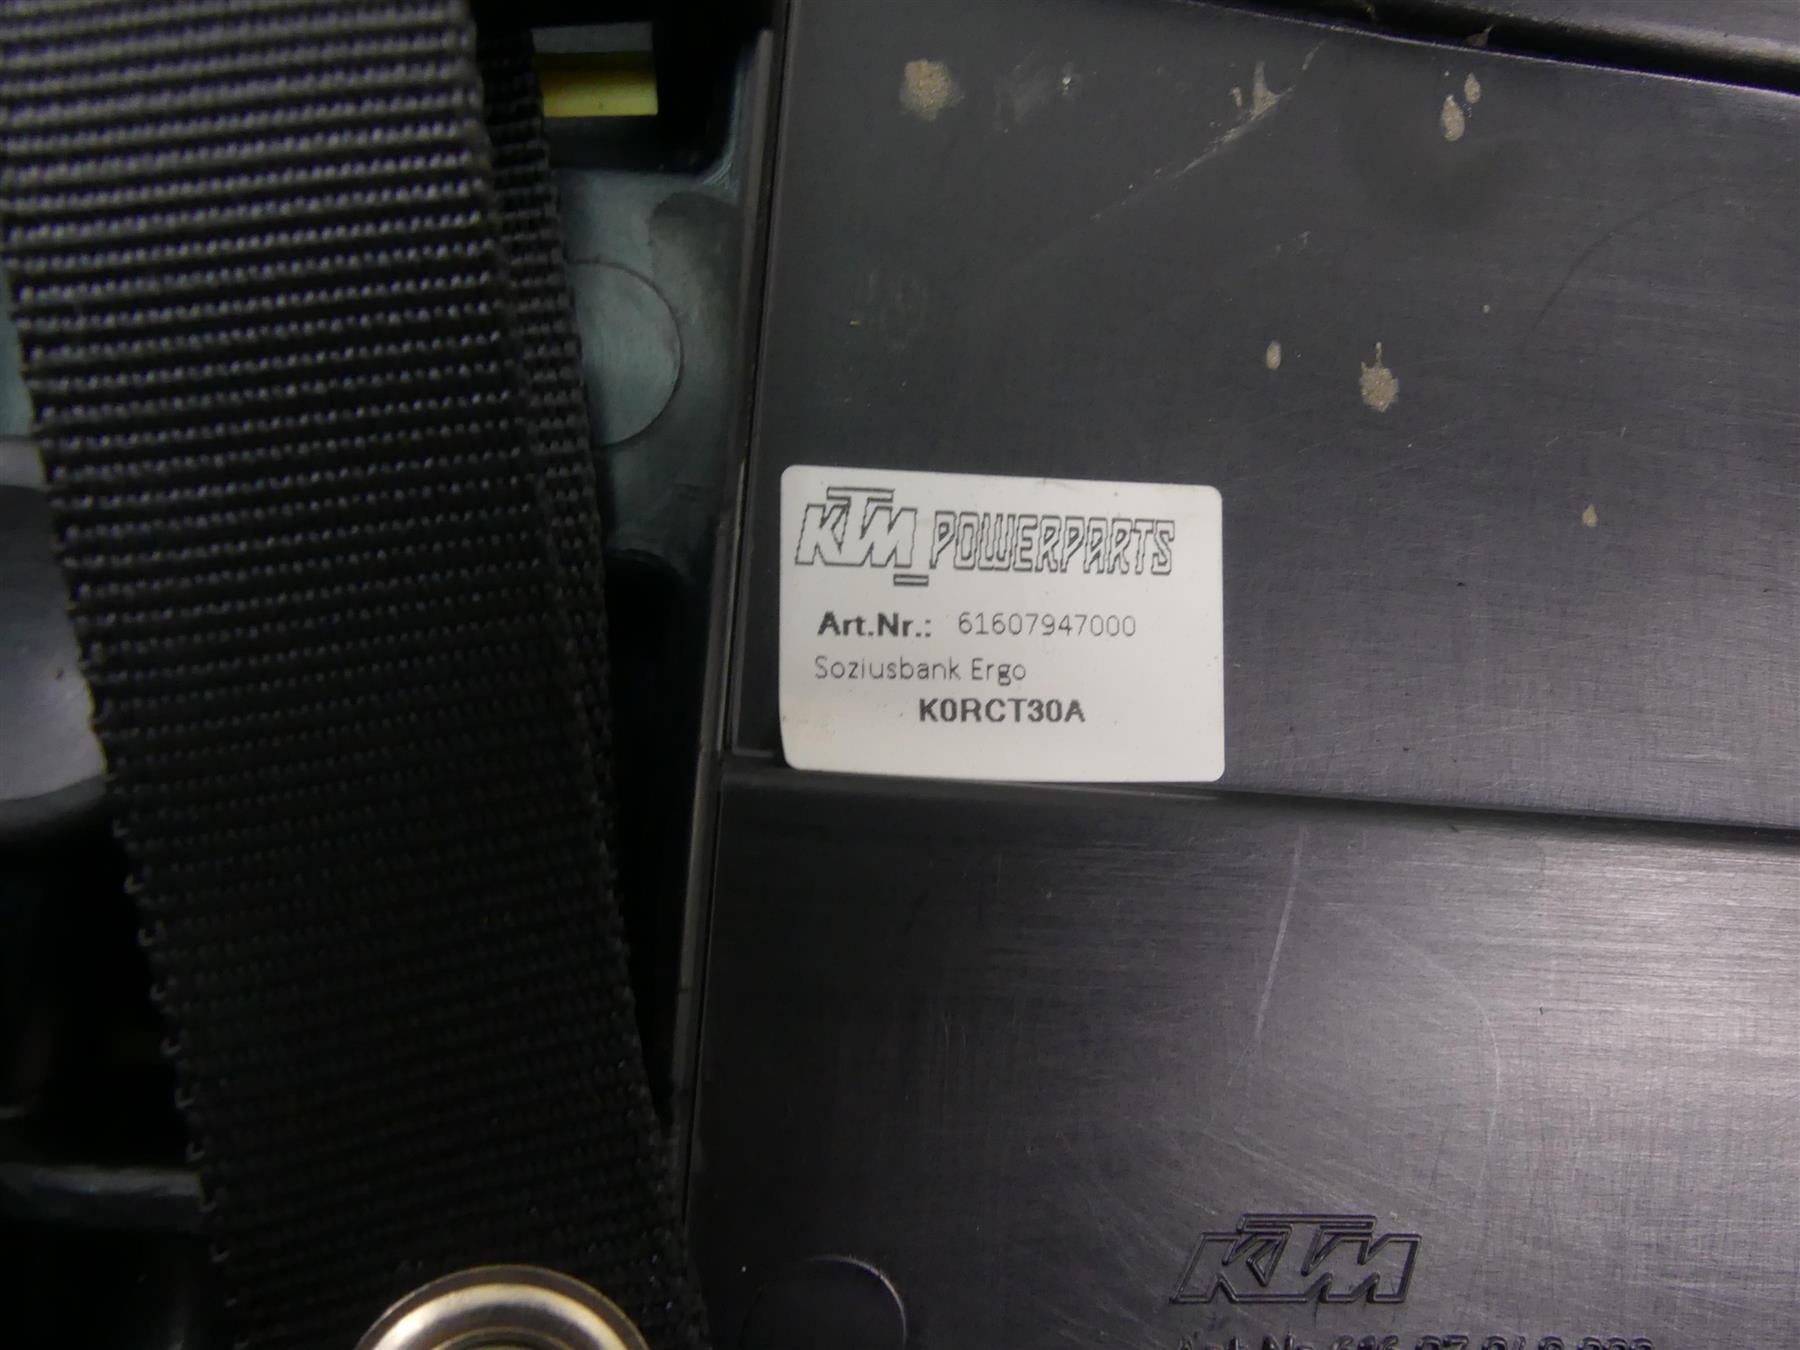 KTM POWERPARTS
Art.Nr.: 61607947000
Soziusbank Ergo
K0RCT30A
KTM